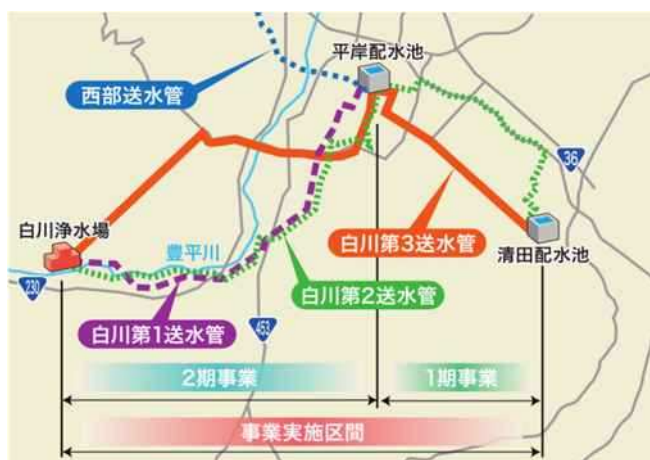 平岸配水池
西部送水管
36
白川浄水場
白川第3送水管
清田配水池
豊平川
230
白川第2送水管
白川第1送水管
453
2期事業
1期事業
事業実施区間